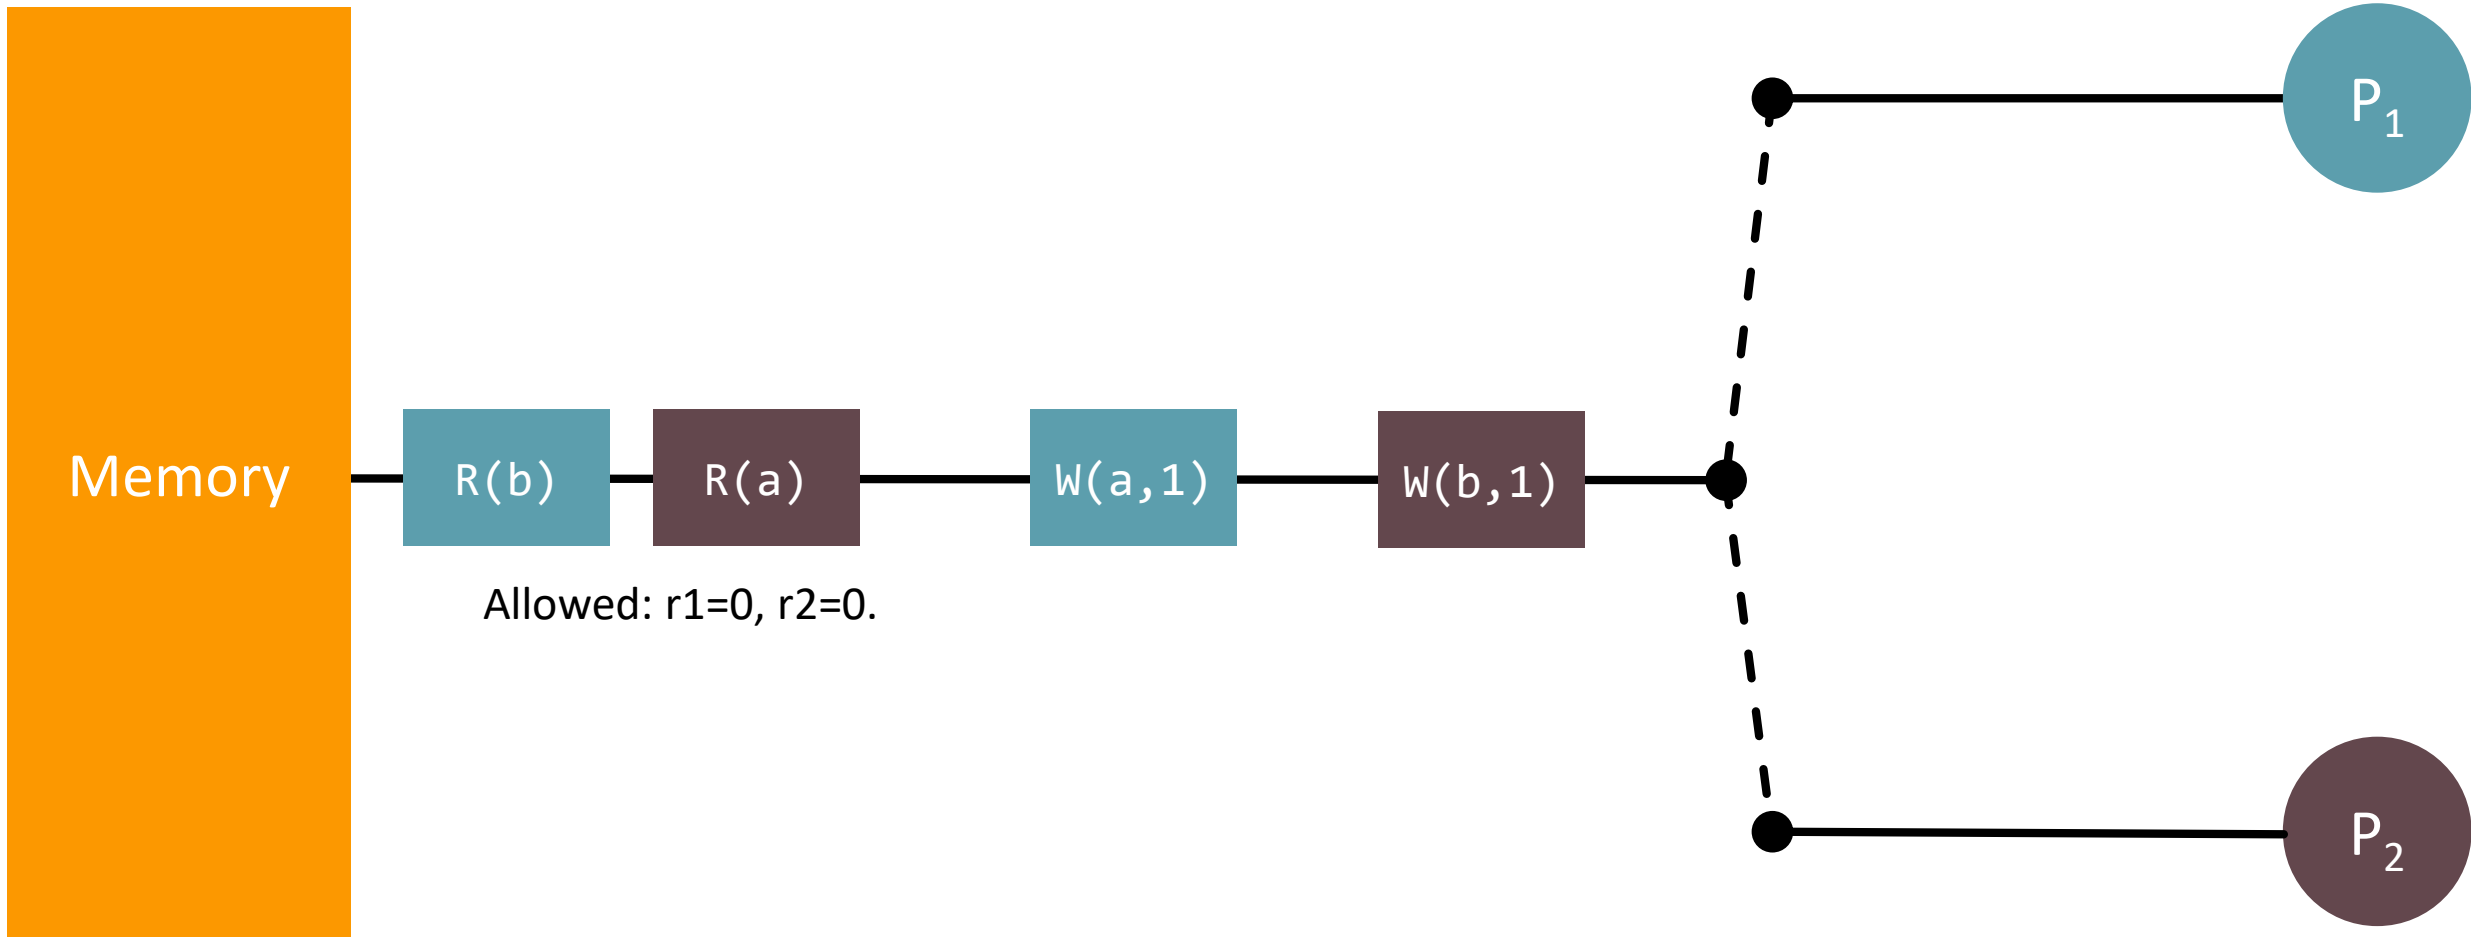 P1
Memory
R(b)
R(a)
W(a,1)
W(b,1)
Allowed: r1=0, r2=0.
P2